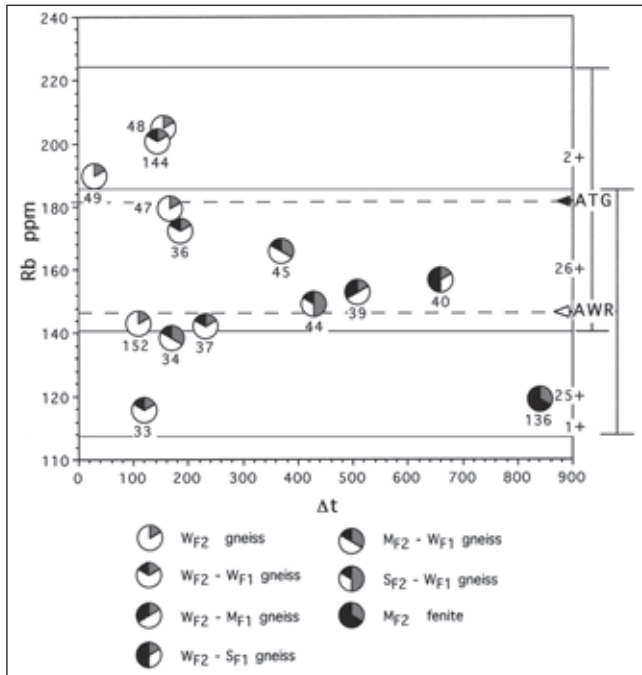 240
220
200
180
160
140
120
110
Rb ppm
48
144
49
47
36
45
44
-39
40
152
34
37
33
136
2+
ATG
26+
AWR
25+
1+
0 100 200 300 400 500 600 700 800 900
Δt
WF2 gneiss
WF2 - WF1 gneiss
WF2 - MF1 gneiss
WF2 - SF1 gneiss
MF2 - WF1 gneiss
SF2 - WF1 gneiss
MF2 fenite